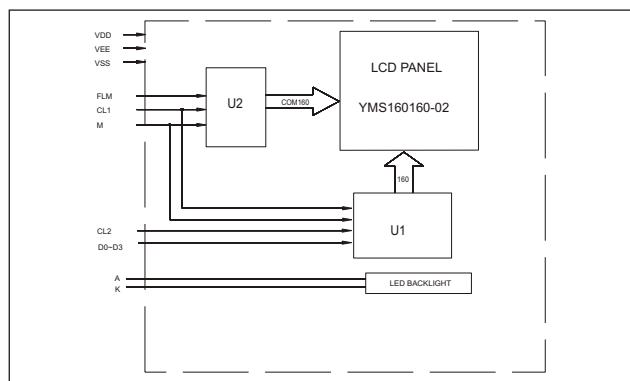 VDD
VEE
VSS
LCD PANEL
FLM
CL1
M
U2
COM160
YMS160160-02
160
U1
CL2
D0~D3
A
K
LED BACKLIGHT